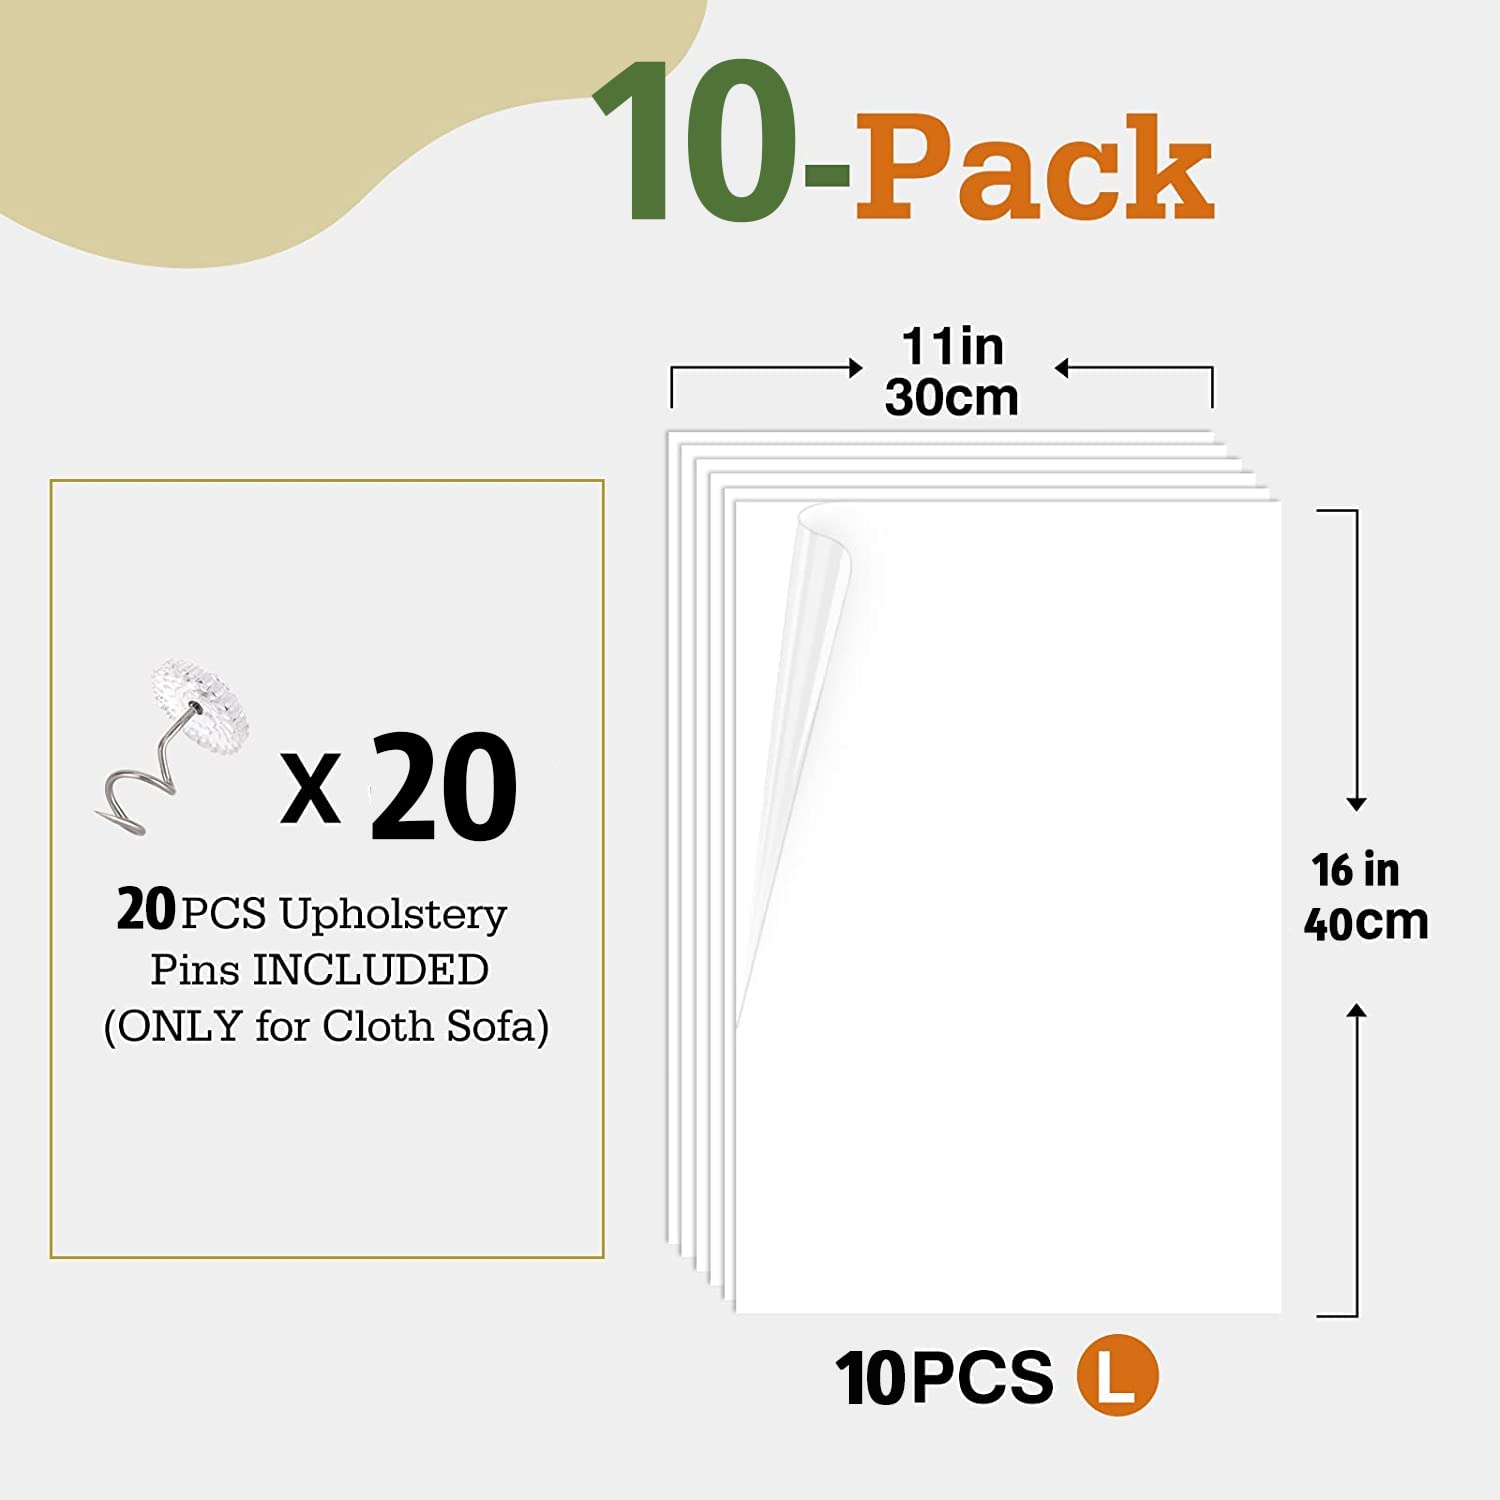 10-Pack
11in
30cm
x 20
20 PCS Upholstery
Pins INCLUDED
(ONLY for Cloth Sofa)
16 in
40cm
10PCS L